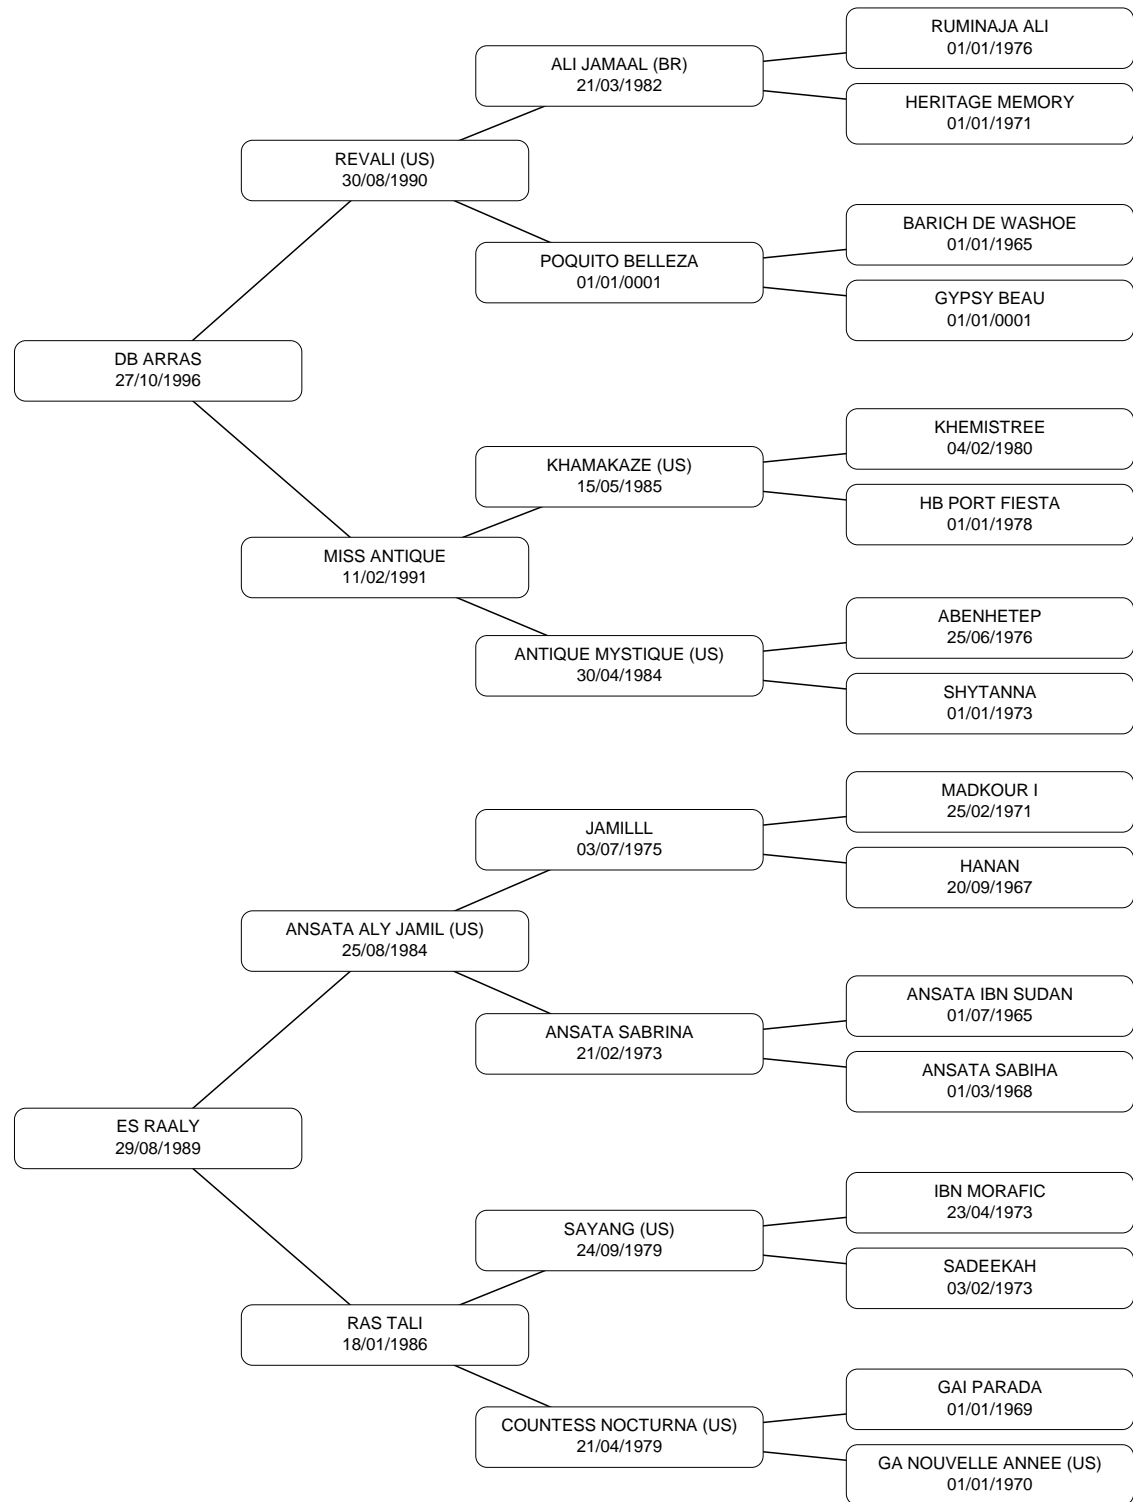 RUMINAJA ALI
01/01/1976
ALI JAMAAL (BR)
21/03/1982
HERITAGE MEMORY
01/01/1971
REVALI (US)
30/08/1990
BARICH DE WASHOE
01/01/1965
POQUITO BELLEZA
01/01/0001
GYPSY BEAU
01/01/0001
DB ARRAS
27/10/1996
KHEMISTREE
04/02/1980
KHAMAKAZE (US)
15/05/1985
HB PORT FIESTA
01/01/1978
MISS ANTIQUE
11/02/1991
ABENHETEP
25/06/1976
ANTIQUE MYSTIQUE (US)
30/04/1984
SHYTANNA
01/01/1973
MADKOUR I
25/02/1971
JAMILLL
03/07/1975
HANAN
20/09/1967
ANSATA ALY JAMIL (US)
25/08/1984
ANSATA IBN SUDAN
01/07/1965
ANSATA SABRINA
21/02/1973
ANSATA SABIHA
01/03/1968
ES RAALY
29/08/1989
IBN MORAFIC
23/04/1973
SAYANG (US)
24/09/1979
SADEEKAH
03/02/1973
RAS TALI
18/01/1986
GAI PARADA
01/01/1969
COUNTESS NOCTURNA (US)
21/04/1979
GA NOUVELLE ANNEE (US)
01/01/1970